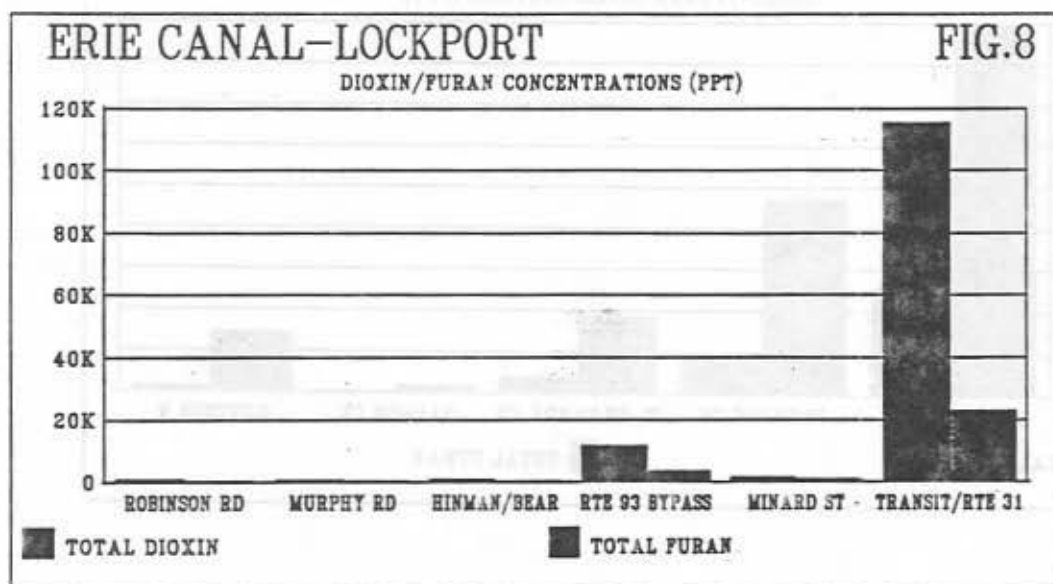 ERIE CANAL-LOCKPORT FIG.8
DIOXIN/FURAN CONCENTRATIONS (PPT)
120K
100K
80K
60K
40K
20K
0
ROBINSON RD MURPHY RD HINMAN/BEAR RTE 93 BYPASS MINARD ST TRANSIT/RTE 31
TOTAL DIOXIN TOTAL FURAN